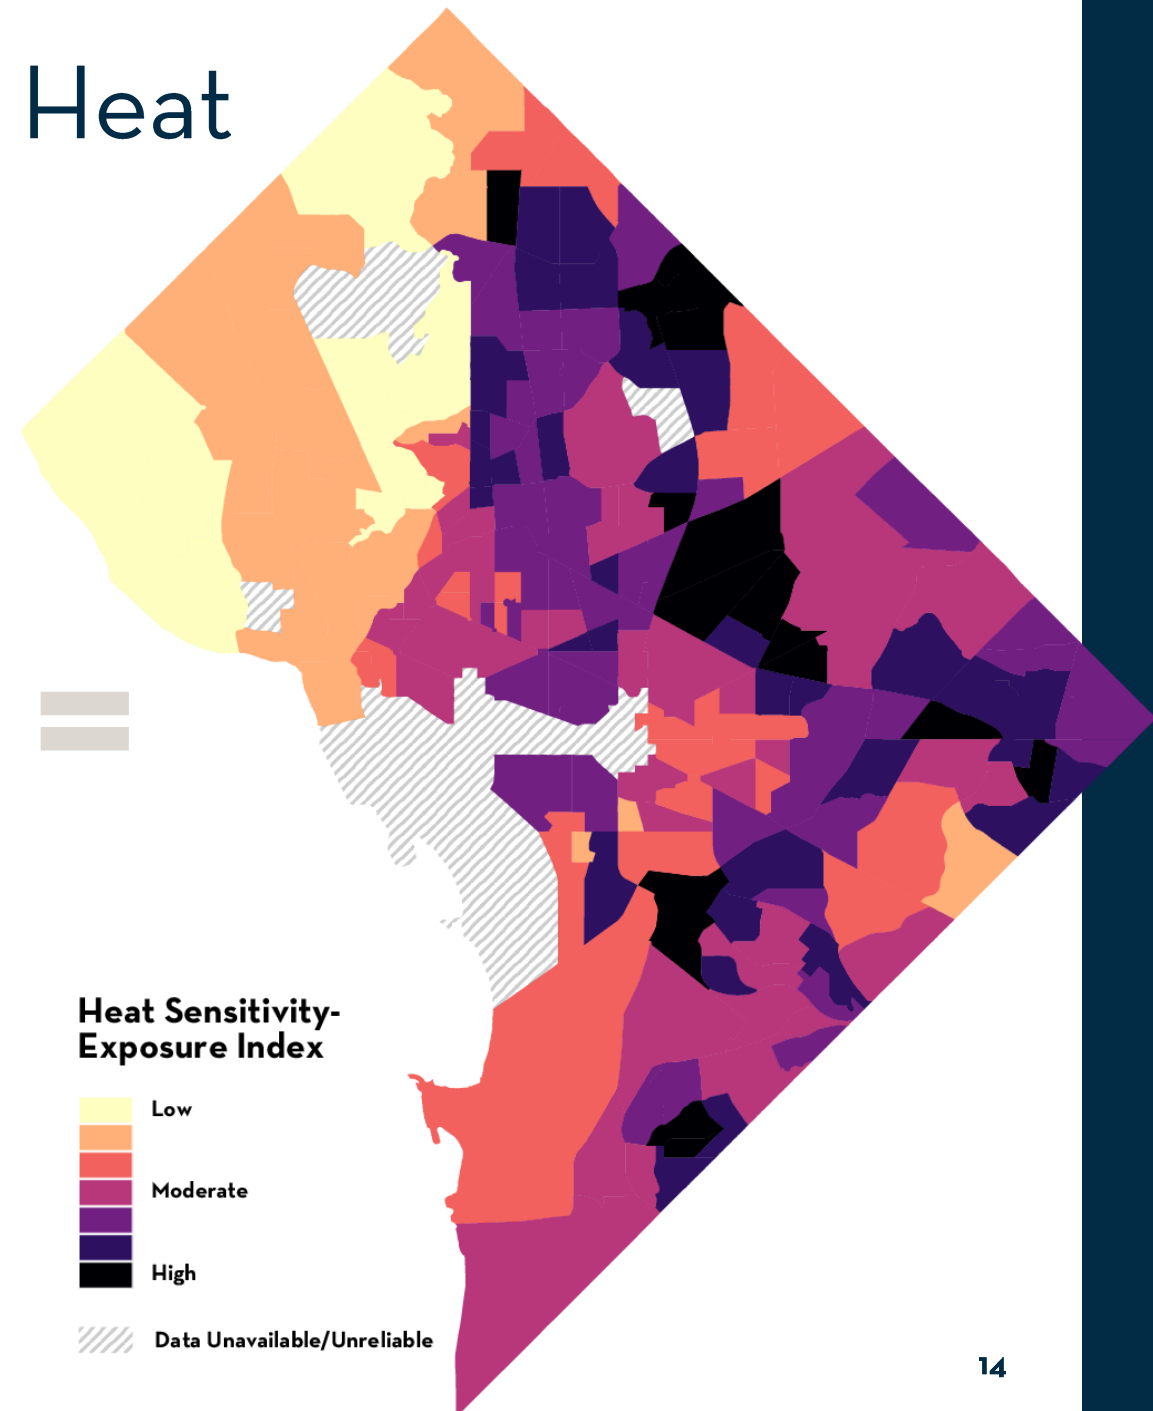 Heat
Heat Sensitivity-
Exposure Index
Low
Moderate
High
Data Unavailable/Unreliable
14